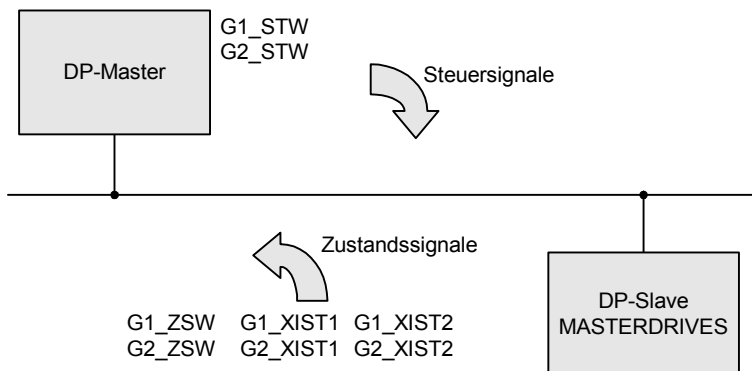 G1_STW
G2_STW
DP-Master
Steuersignale
Zustandssignale
G1_ZSW G1_XIST1 G1_XIST2
G2_ZSW G2_XIST1 G2_XIST2
DP-Slave
MASTERDRIVES